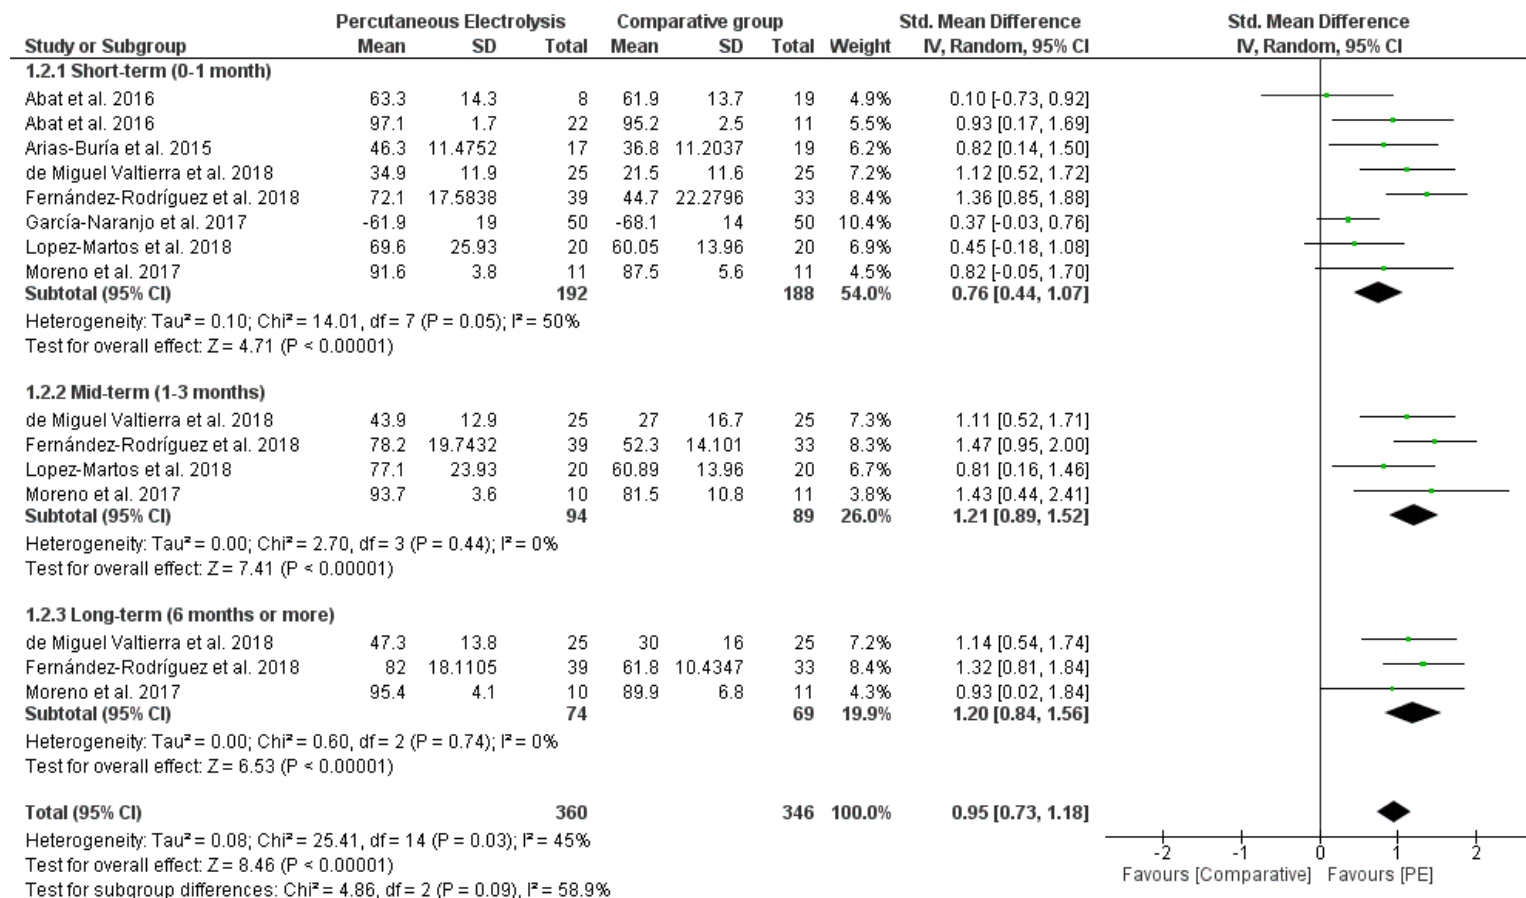 Percutaneous Electrolysis Comparative group Std. Mean Difference Std. Mean Difference
Study or Subgroup Mean SD Total Mean SD Total Weight IV, Random, 95% CI IV, Random, 95% CI
1.2.1 Short-term (0-1 month)
Abat et al. 2016 63.3 14.3 8 61.9 13.7 19 4.9% 0.10 [-0.73, 0.92]
Abat et al. 2016 97.1 1.7 22 95.2 2.5 11 5.5% 0.93 [0.17, 1.69]
Arias-Buría et al. 2015 46.3 11.4752 17 36.8 11.2037 19 6.2% 0.82 [0.14, 1.50]
de Miguel Valtierra et al. 2018 34.9 11.9 25 21.5 11.6 25 7.2% 1.12 [0.52, 1.72]
Fernández-Rodríguez et al. 2018 72.1 17.5838 39 44.7 22.2796 33 8.4% 1.36 [0.85, 1.88]
García-Naranjo et al. 2017 -61.9 19 50 -68.1 14 50 10.4% 0.37 [-0.03, 0.76]
Lopez-Martos et al. 2018 69.6 25.93 20 60.05 13.96 20 6.9% 0.45 [-0.18, 1.08]
Moreno et al. 2017 91.6 3.8 11 87.5 5.6 11 4.5% 0.82 [-0.05, 1.70]
Subtotal (95% CI) 192 188 54.0% 0.76 [0.44, 1.07]
Heterogeneity: Tau² = 0.10; Chi² = 14.01, df = 7 (P = 0.05); I² = 50%
Test for overall effect: Z = 4.71 (P < 0.00001)
1.2.2 Mid-term (1-3 months)
de Miguel Valtierra et al. 2018 43.9 12.9 25 27 16.7 25 7.3% 1.11 [0.52, 1.71]
Fernández-Rodríguez et al. 2018 78.2 19.7432 39 52.3 14.101 33 8.3% 1.47 [0.95, 2.00]
Lopez-Martos et al. 2018 77.1 23.93 20 60.89 13.96 20 6.7% 0.81 [0.16, 1.46]
Moreno et al. 2017 93.7 3.6 10 81.5 10.8 11 3.8% 1.43 [0.44, 2.41]
Subtotal (95% CI) 94 89 26.0% 1.21 [0.89, 1.52]
Heterogeneity: Tau² = 0.00; Chi² = 2.70, df = 3 (P = 0.44); I² = 0%
Test for overall effect: Z = 7.41 (P < 0.00001)
1.2.3 Long-term (6 months or more)
de Miguel Valtierra et al. 2018 47.3 13.8 25 30 16 25 7.2% 1.14 [0.54, 1.74]
Fernández-Rodríguez et al. 2018 82 18.1105 39 61.8 10.4347 33 8.4% 1.32 [0.81, 1.84]
Moreno et al. 2017 95.4 4.1 10 89.9 6.8 11 4.3% 0.93 [0.02, 1.84]
Subtotal (95% CI) 74 69 19.9% 1.20 [0.84, 1.56]
Heterogeneity: Tau² = 0.00; Chi² = 0.60, df = 2 (P = 0.74); I² = 0%
Test for overall effect: Z = 6.53 (P < 0.00001)
Total (95% CI) 360 346 100.0% 0.95 [0.73, 1.18]
Heterogeneity: Tau² = 0.08; Chi² = 25.41, df = 14 (P = 0.03); I² = 45%
Test for overall effect: Z = 8.46 (P < 0.00001)
Test for subgroup differences: Chi² = 4.86, df = 2 (P = 0.09), I² = 58.9%
-2 -1 0 1 2
Favours [Comparative] Favours [PE]